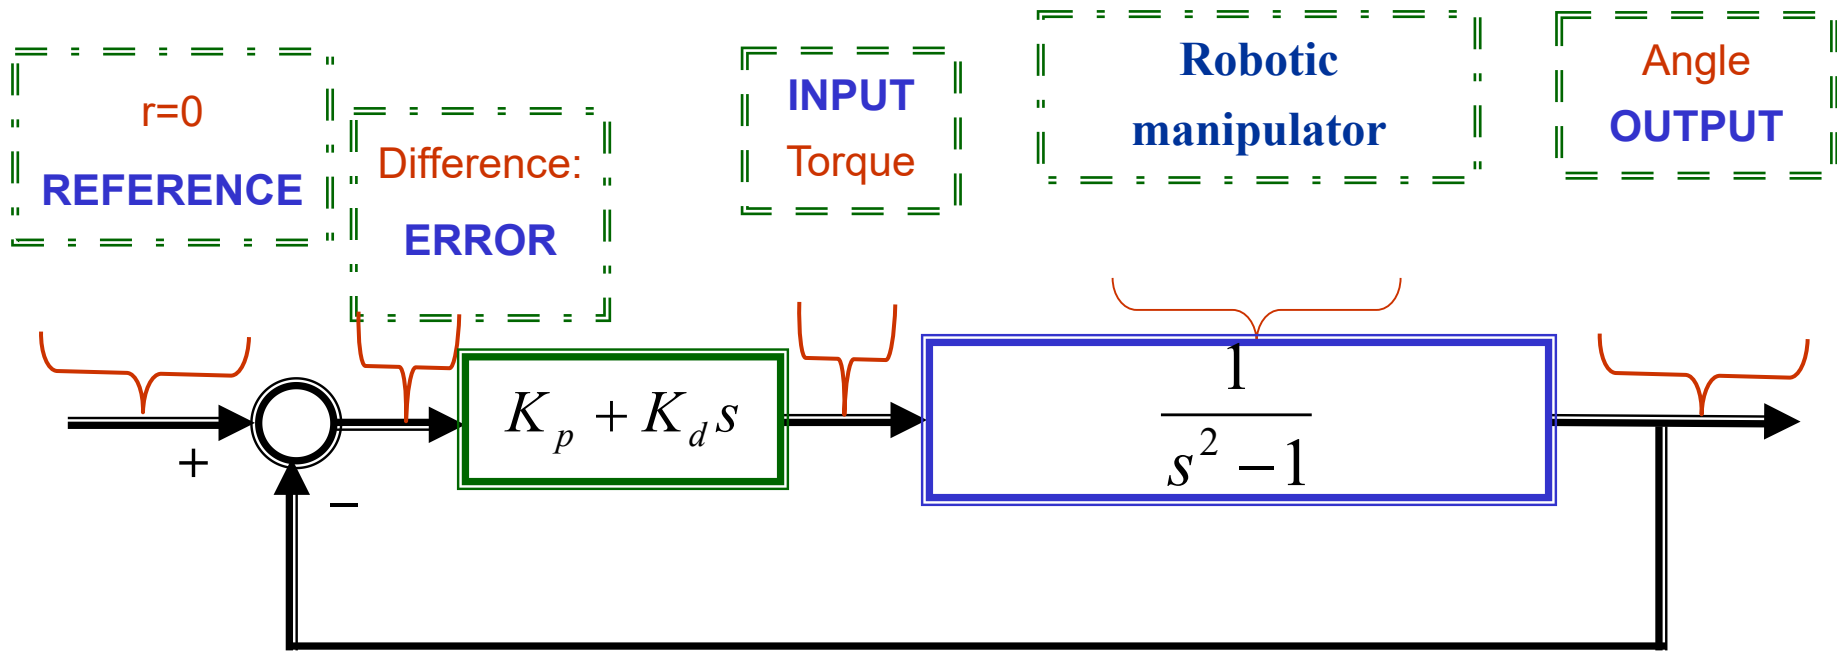 r=0
REFERENCE
Difference:
ERROR
INPUT
Torque
Robotic
manipulator
Angle
OUTPUT
+
−
K_p + K_d s
1
s^2 −1